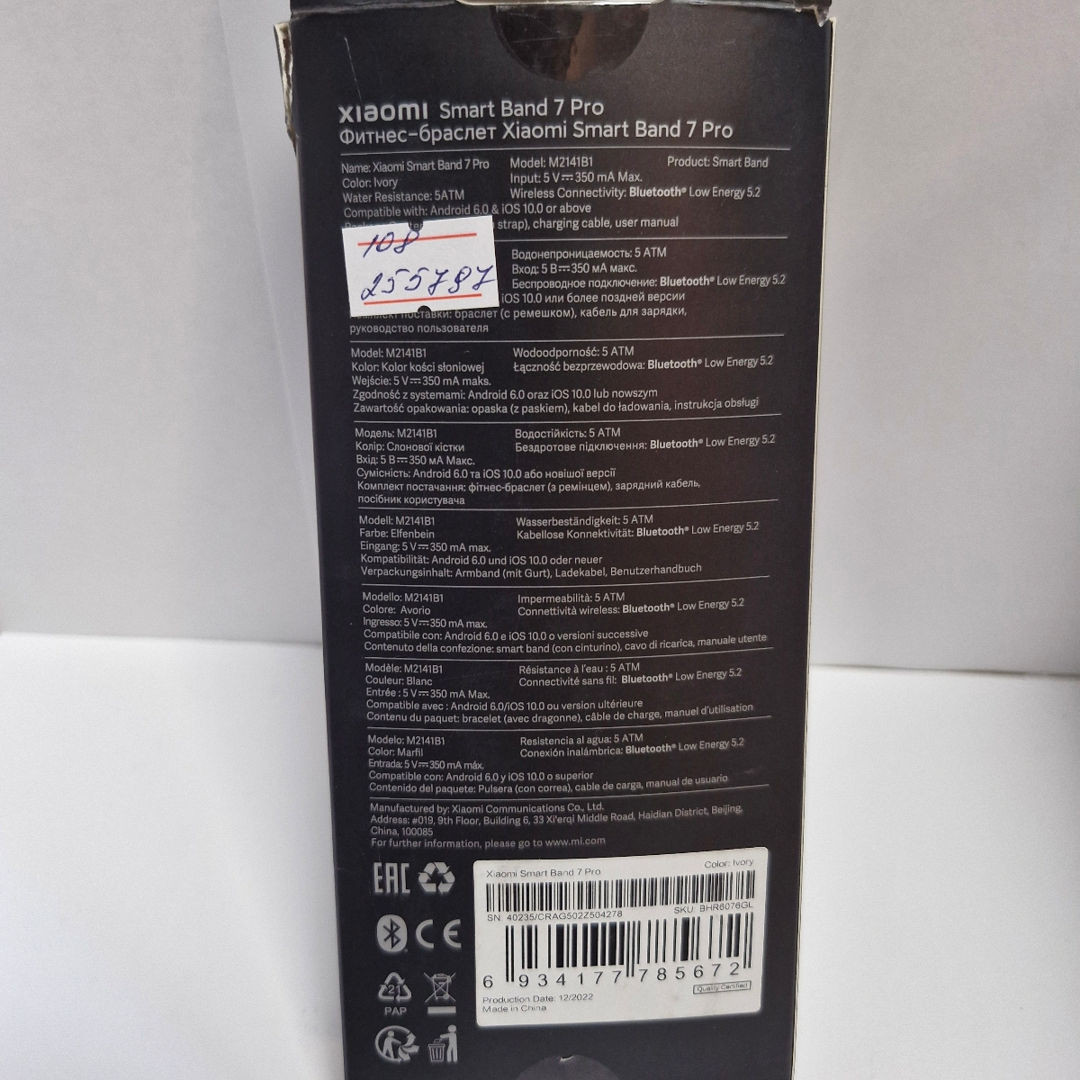 xiaomi Smart Band 7 Pro
Фитнес-браслет Xiaomi Smart Band 7 Pro
Name: Xiaomi Smart Band 7 Pro Model: M2141B1 Product: Smart Band
Color: Ivory Input: 5 V⎓350 mA Max.
Water Resistance: 5ATM Wireless Connectivity: Bluetooth® Low Energy 5.2
Compatible with: Android 6.0 & iOS 10.0 or above
strap), charging cable, user manual
108
255787
Водонепроницаемость: 5 ATM
Вход: 5 В⎓350 мА макс.
Беспроводное подключение: Bluetooth® Low Energy 5.2
iOS 10.0 или более поздней версии
Комплект поставки: браслет (с ремешком), кабель для зарядки,
руководство пользователя
Model: M2141B1 Wodoodporność: 5 ATM
Kolor: Kolor kości słoniowej Łączność bezprzewodowa: Bluetooth® Low Energy 5.2
Wejście: 5 V⎓350 mA maks.
Zgodność z systemami: Android 6.0 oraz iOS 10.0 lub nowszym
Zawartość opakowania: opaska (z paskiem), kabel do ładowania, instrukcja obsługi
Модель: M2141B1 Водостійкість: 5 ATM
Колір: Слонової кістки Бездротове підключення: Bluetooth® Low Energy 5.2
Вхід: 5 В⎓350 мА Макс.
Сумісність: Android 6.0 та iOS 10.0 або новішої версії
Комплект постачання: фітнес-браслет (з ремінцем), зарядний кабель,
посібник користувача
Modell: M2141B1 Wasserbeständigkeit: 5 ATM
Farbe: Elfenbein Kabellose Konnektivität: Bluetooth® Low Energy 5.2
Eingang: 5 V⎓350 mA max.
Kompatibilität: Android 6.0 und iOS 10.0 oder neuer
Verpackungsinhalt: Armband (mit Gurt), Ladekabel, Benutzerhandbuch
Modello: M2141B1 Impermeabilità: 5 ATM
Colore: Avorio Connettività wireless: Bluetooth® Low Energy 5.2
Ingresso: 5 V⎓350 mA max.
Compatibile con: Android 6.0 e iOS 10.0 o versioni successive
Contenuto della confezione: smart band (con cinturino), cavo di ricarica, manuale utente
Modèle: M2141B1 Résistance à l'eau : 5 ATM
Couleur: Blanc Connectivité sans fil: Bluetooth® Low Energy 5.2
Entrée : 5 V⎓350 mA Max.
Compatible avec : Android 6.0/iOS 10.0 ou version ultérieure
Contenu du paquet: bracelet (avec dragonne), câble de charge, manuel d'utilisation
Modelo: M2141B1 Resistencia al agua: 5 ATM
Color: Marfil Conexión inalámbrica: Bluetooth® Low Energy 5.2
Entrada: 5 V⎓350 mA máx.
Compatible con: Android 6.0 y iOS 10.0 o superior
Contenido del paquete: Pulsera (con correa), cable de carga, manual de usuario
Manufactured by: Xiaomi Communications Co., Ltd.
Address: #019, 9th Floor, Building 6, 33 Xi'erqi Middle Road, Haidian District, Beijing,
China, 100085
For further information, please go to www.mi.com
EAC
CE
21
PAP
Xiaomi Smart Band 7 Pro Color: Ivory
SN: 40235/CRAG502Z504278 SKU: BHR6076GL
6 934177 785672
Production Date: 12/2022 Quality Certified
Made in China